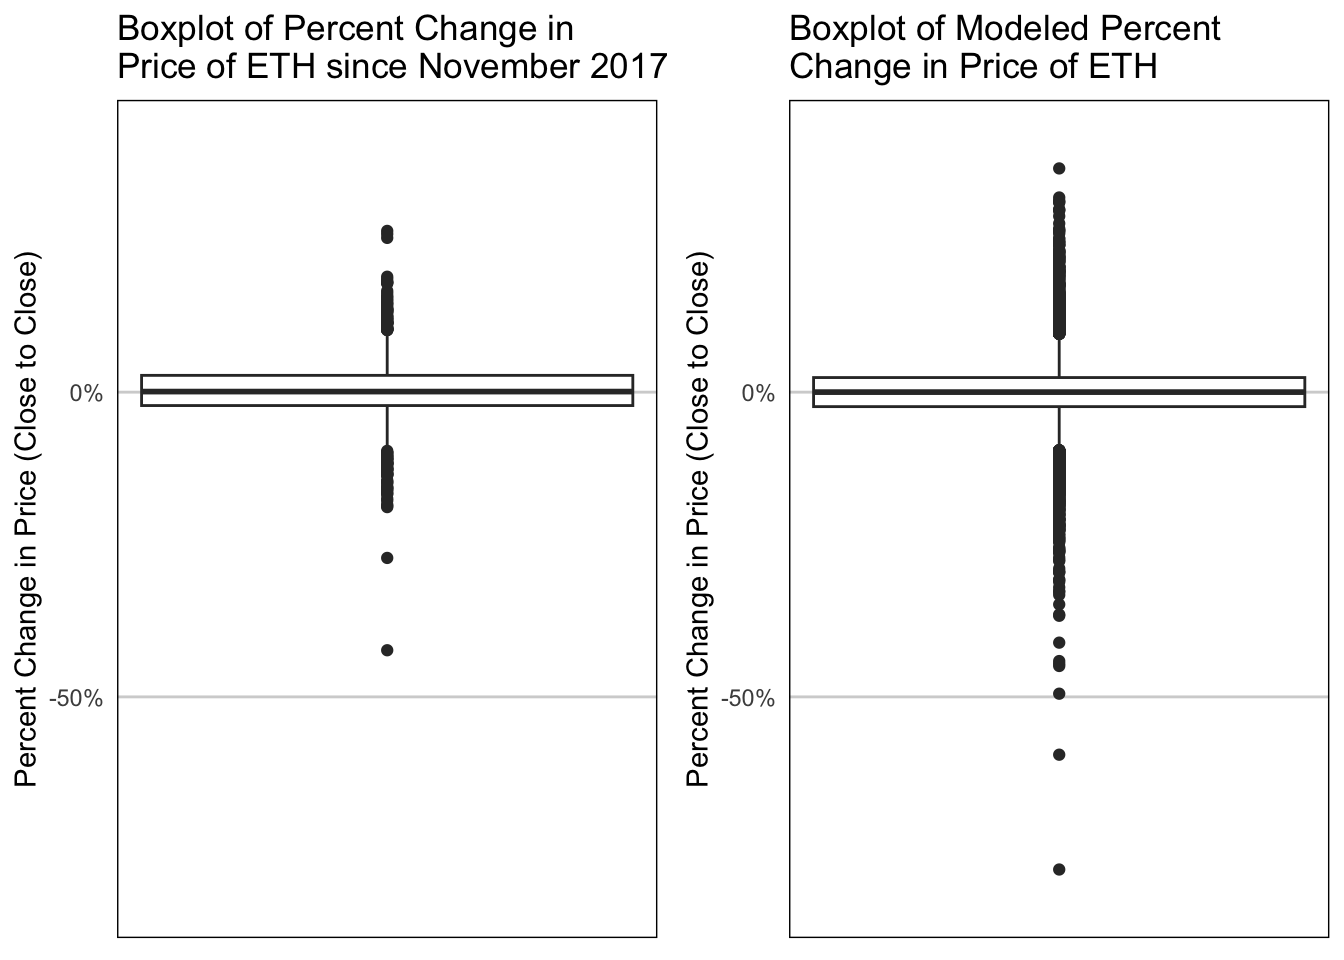 Boxplot of Percent Change in
Price of ETH since November 2017
Percent Change in Price (Close to Close)
0%
-50%
Boxplot of Modeled Percent
Change in Price of ETH
Percent Change in Price (Close to Close)
0%
-50%